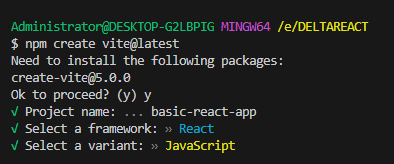 Administrator@DESKTOP-G2LBPIG MINGW64 /e/DELTAREACT
$ npm create vite@latest
Need to install the following packages:
create-vite@5.0.0
Ok to proceed? (y) y
√ Project name: ... basic-react-app
√ Select a framework: » React
√ Select a variant: » JavaScript